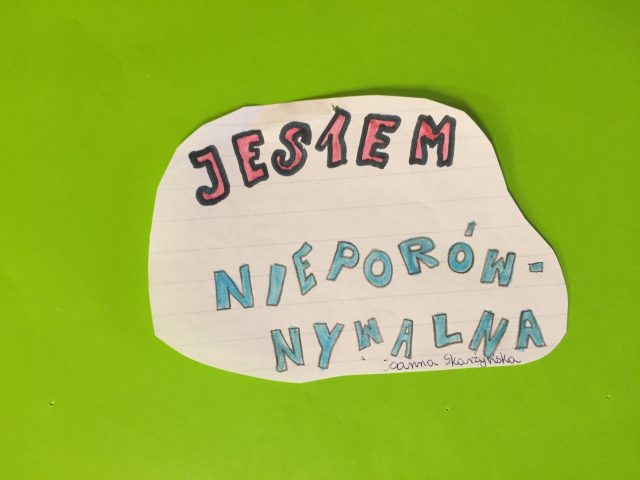 JESTEM
NIEPORÓW-
NYWALNA
Joanna Skarżyńska